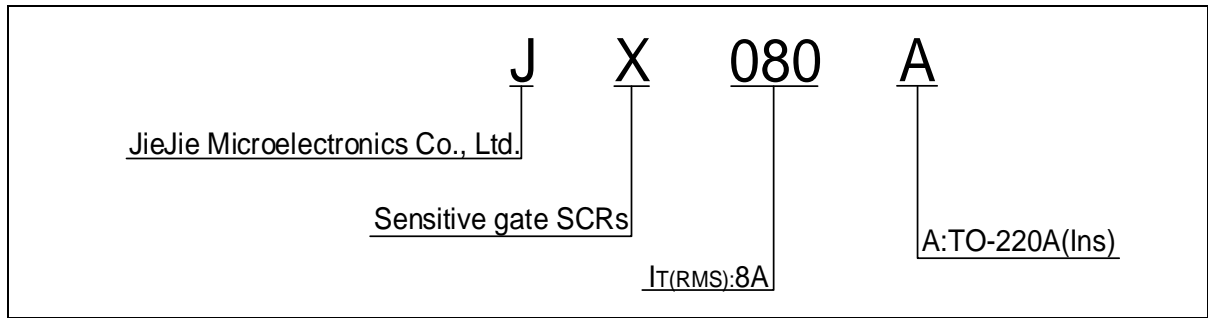 J X 080 A
JieJie Microelectronics Co., Ltd.
Sensitive gate SCRs
A:TO-220A(Ins)
IT(RMS):8A